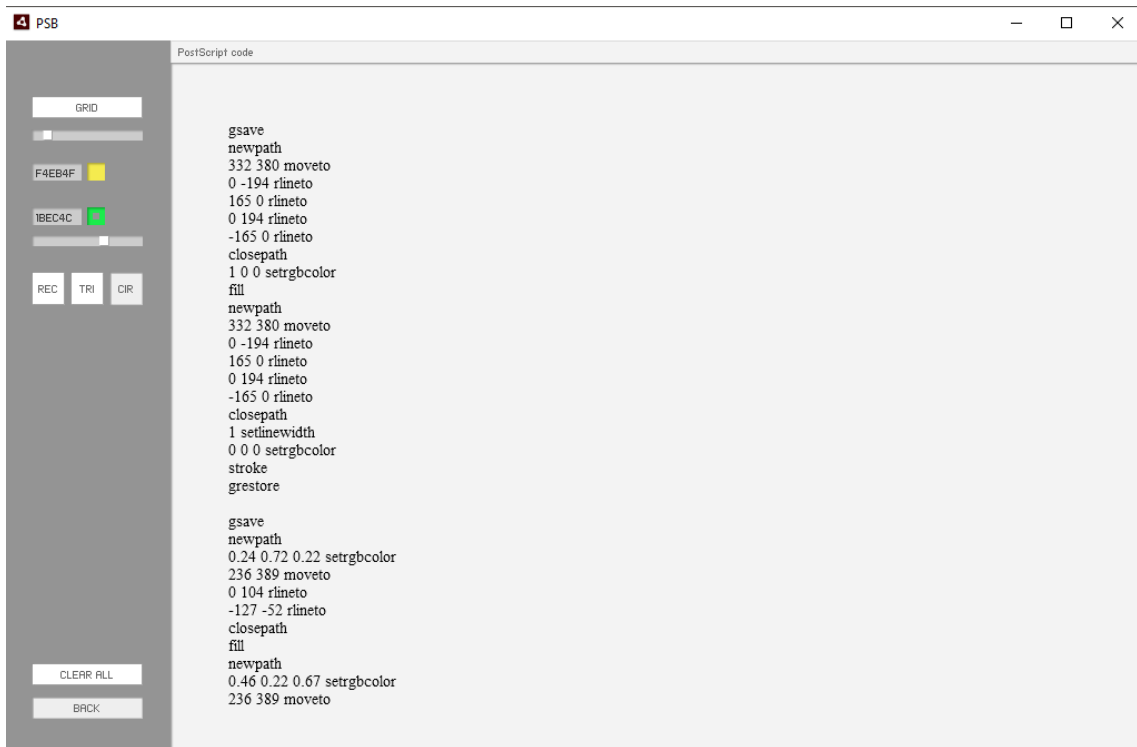 PSB
PostScript code
GRID
F4EB4F
1BEC4C
REC TRI CIR
CLEAR ALL
BACK
gsave
newpath
332 380 moveto
0 -194 rlineto
165 0 rlineto
0 194 rlineto
-165 0 rlineto
closepath
1 0 0 setrgbcolor
fill
newpath
332 380 moveto
0 -194 rlineto
165 0 rlineto
0 194 rlineto
-165 0 rlineto
closepath
1 setlinewidth
0 0 0 setrgbcolor
stroke
grestore
gsave
newpath
0.24 0.72 0.22 setrgbcolor
236 389 moveto
0 104 rlineto
-127 -52 rlineto
closepath
fill
newpath
0.46 0.22 0.67 setrgbcolor
236 389 moveto